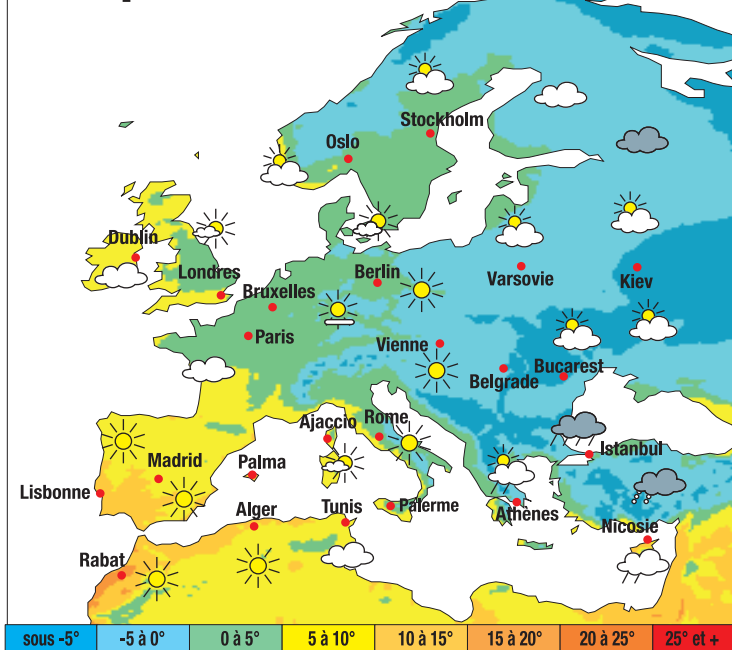 Stockholm
Oslo
Dublin
Londres
Berlin
Varsovie
Kiev
Bruxelles
Paris
Vienne
Belgrade
Bucarest
Ajaccio
Rome
Istanbul
Madrid
Palma
Lisbonne
Alger
Tunis
Palerme
Athènes
Nicosie
Rabat
sous -5° -5 à 0° 0 à 5° 5 à 10° 10 à 15° 15 à 20° 20 à 25° 25° et +